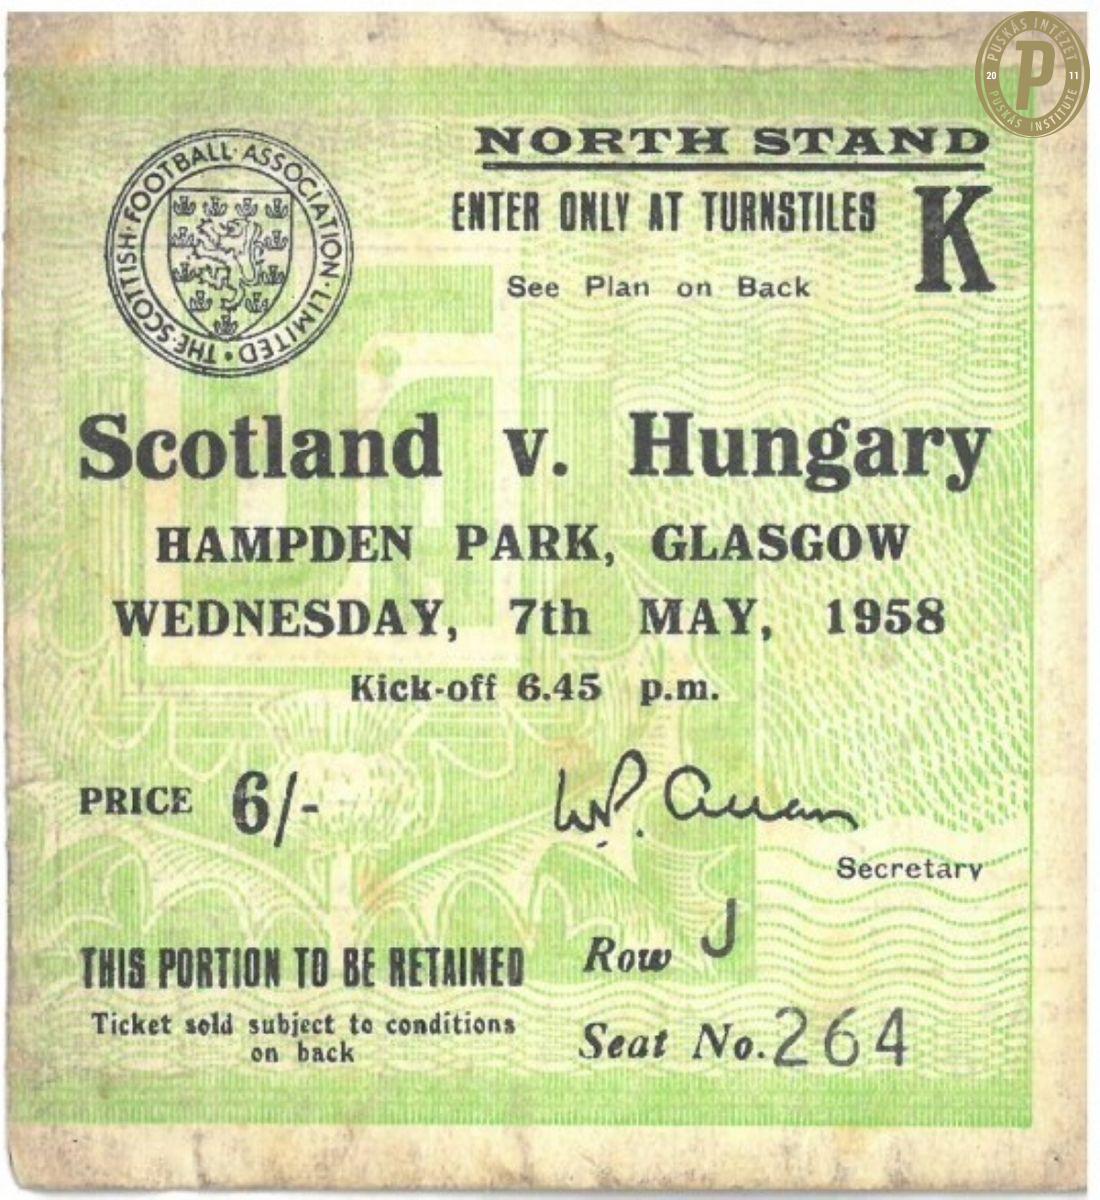 PUSKÁS INTÉZET
20 P 11
PUSKÁS INSTITUTE
NORTH STAND
ENTER ONLY AT TURNSTILES K
See Plan on Back
THE·SCOTTISH·FOOTBALL·ASSOCIATION·LIMITED·
Scotland v. Hungary
HAMPDEN PARK, GLASGOW
WEDNESDAY, 7th MAY, 1958
Kick-off 6.45 p.m.
PRICE 6/-
W.P. Allan
Secretary
Row J
THIS PORTION TO BE RETAINED
Ticket sold subject to conditions
on back
Seat No. 264